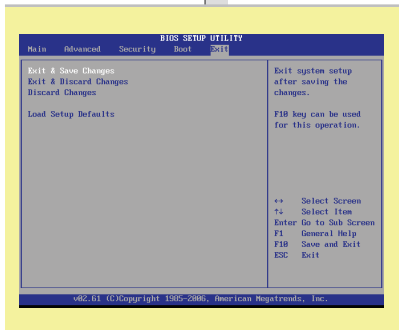 BIOS SETUP UTILITY
Main Advanced Security Boot Exit
Exit & Save Changes
Exit & Discard Changes
Discard Changes
Load Setup Defaults
Exit system setup
after saving the
changes.
F10 key can be used
for this operation.
↔ Select Screen
↑↓ Select Item
Enter Go to Sub Screen
F1 General Help
F10 Save and Exit
ESC Exit
v02.61 (C)Copyright 1985-2006, American Megatrends, Inc.